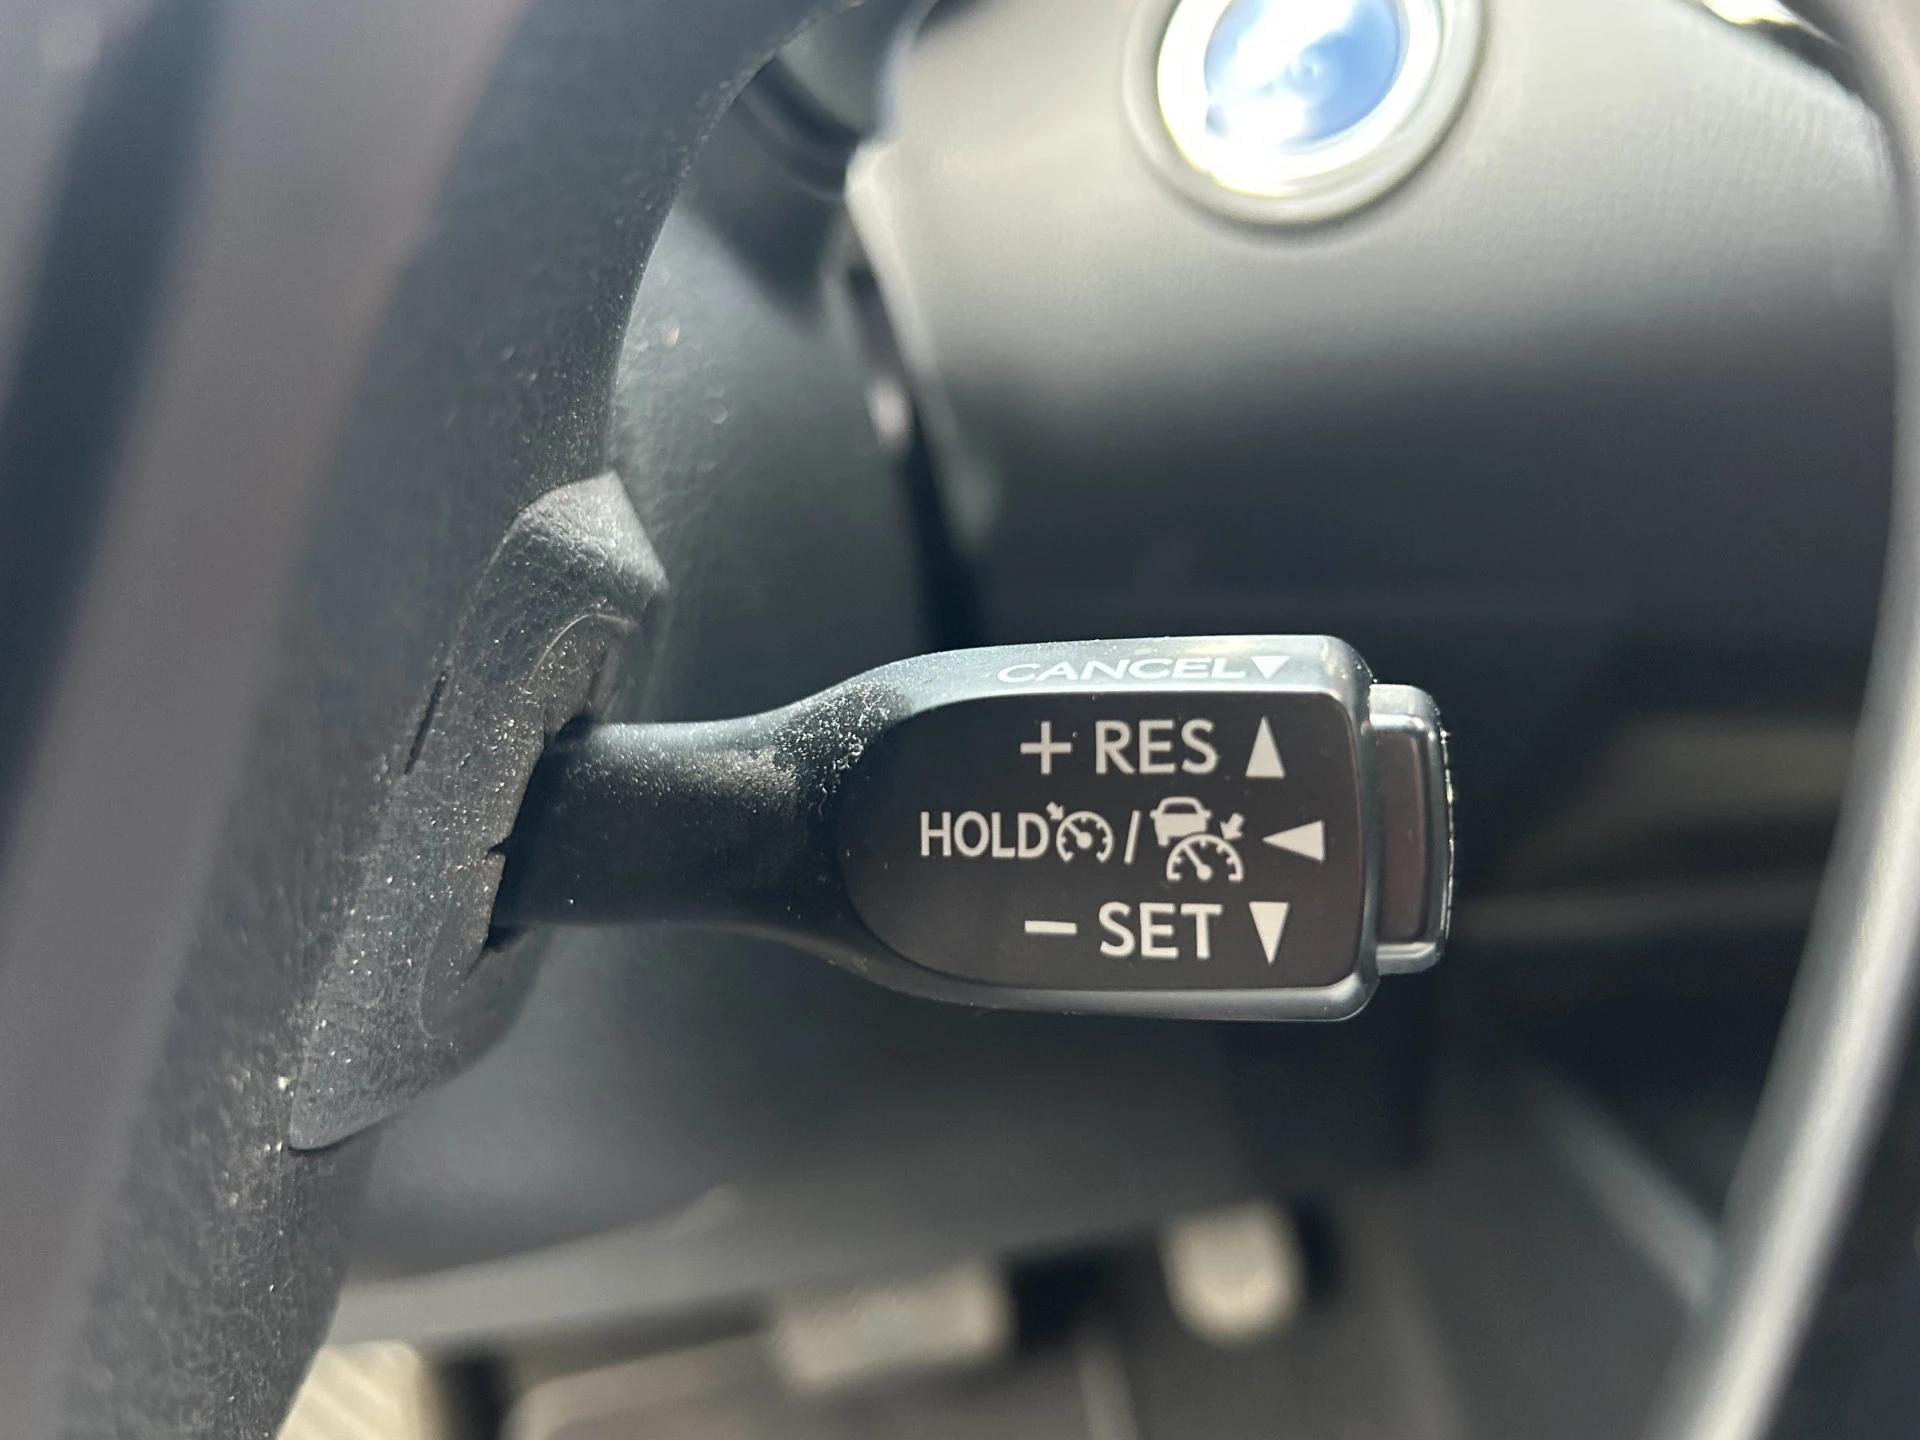 CANCEL▼
+ RES ▲
HOLD / ◀
− SET ▼